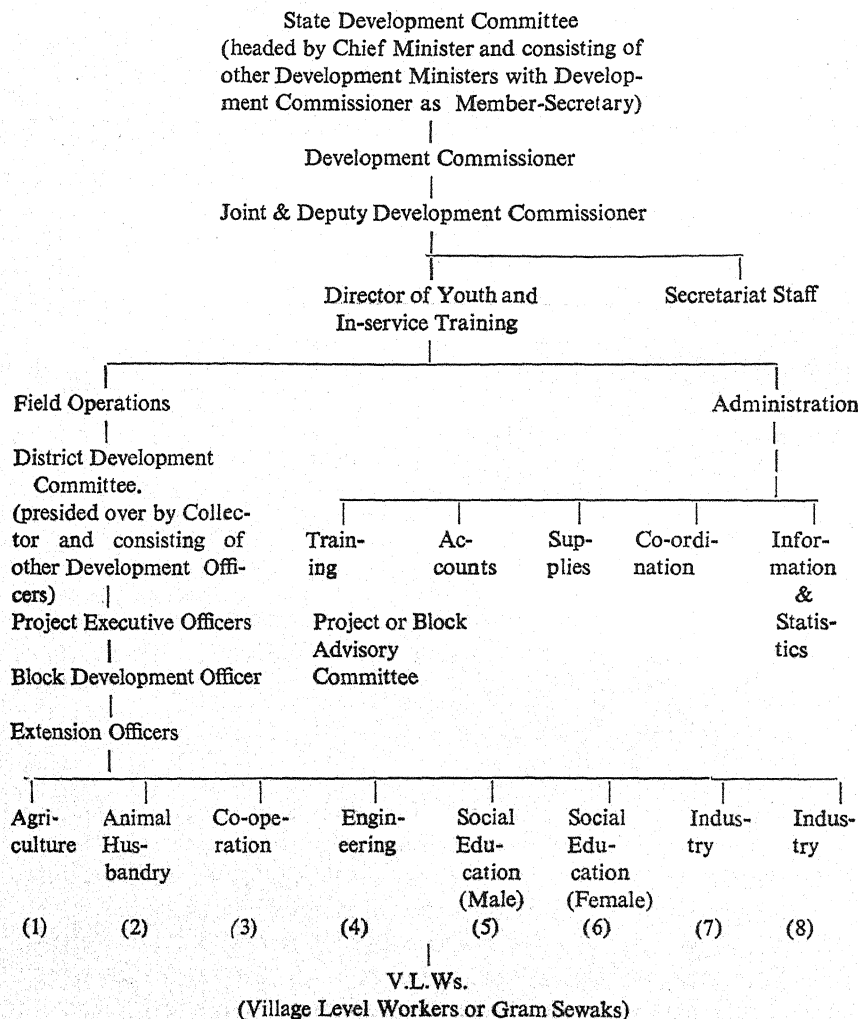 State Development Committee
(headed by Chief Minister and consisting of
other Development Ministers with Develop-
ment Commissioner as Member-Secretary)
Development Commissioner
Joint & Deputy Development Commissioner
Director of Youth and
In-service Training
Secretariat Staff
Field Operations
Administration
District Development
Committee.
(presided over by Collec-
tor and consisting of
other Development Offi-
cers)
Train-
ing
Ac-
counts
Sup-
plies
Co-ordi-
nation
Infor-
mation
&
Statis-
tics
Project Executive Officers
Project or Block
Advisory
Committee
Block Development Officer
Extension Officers
Agri-
culture
Animal
Hus-
bandry
Co-ope-
ration
Engin-
eering
Social
Edu-
cation
(Male)
Social
Edu-
cation
(Female)
Indus-
try
Indus-
try
(1) (2) (3) (4) (5) (6) (7) (8)
V.L.Ws.
(Village Level Workers or Gram Sewaks)